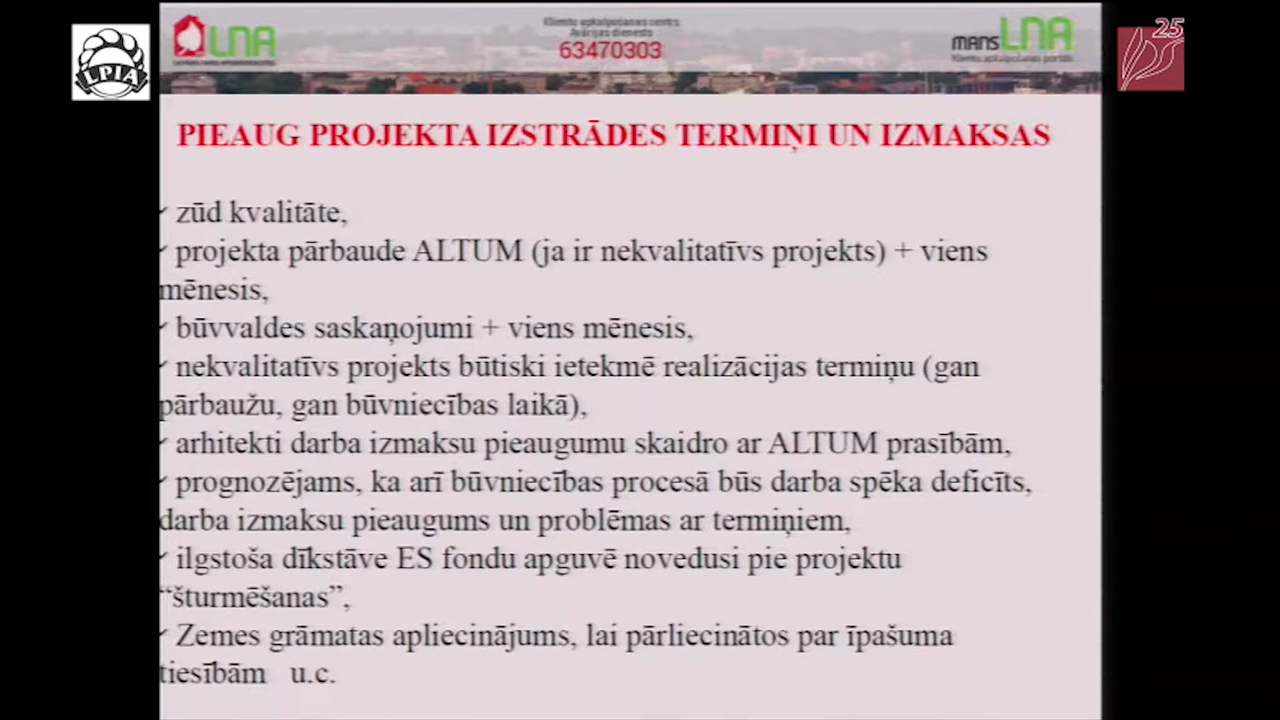 LPIA
LNA
Klientu apkalpošanas centrs
Avārijas dienests
63470303
MANS LNA
Klientu apkalpošanas portāls
25
PIEAUG PROJEKTA IZSTRĀDES TERMIŅI UN IZMAKSAS
✓ zūd kvalitāte,
✓ projekta pārbaude ALTUM (ja ir nekvalitatīvs projekts) + viens
mēnesis,
✓ būvvaldes saskaņojumi + viens mēnesis,
✓ nekvalitatīvs projekts būtiski ietekmē realizācijas termiņu (gan
pārbaužu, gan būvniecības laikā),
✓ arhitekti darba izmaksu pieaugumu skaidro ar ALTUM prasībām,
✓ prognozējams, ka arī būvniecības procesā būs darba spēka deficīts,
darba izmaksu pieaugums un problēmas ar termiņiem,
✓ ilgstoša dīkstāve ES fondu apguvē novedusi pie projektu
“šturmēšanas”,
✓ Zemes grāmatas apliecinājums, lai pārliecinātos par īpašuma
tiesībām u.c.